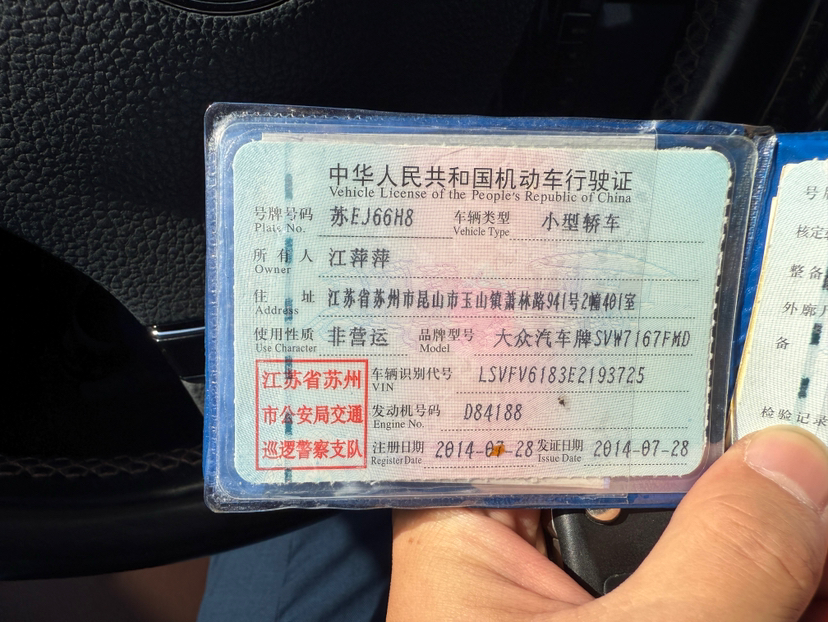 中华人民共和国机动车行驶证
Vehicle License of the People's Republic of China
号牌号码 苏EJ66H8 车辆类型 小型轿车
Plate No. Vehicle Type
所有人 江萍萍
Owner
住址 江苏省苏州市昆山市玉山镇萧林路941号2幢401室
Address
使用性质 非营运 品牌型号 大众汽车牌SVW7167FMD
Use Character Model
江苏省苏州
市公安局交通
巡逻警察支队
车辆识别代号 LSVFV6183E2193725
VIN
发动机号码 D84188
Engine No.
注册日期 2014-07-28 发证日期 2014-07-28
Register Date Issue Date
号
核定
整备
外廓
备
检验记录